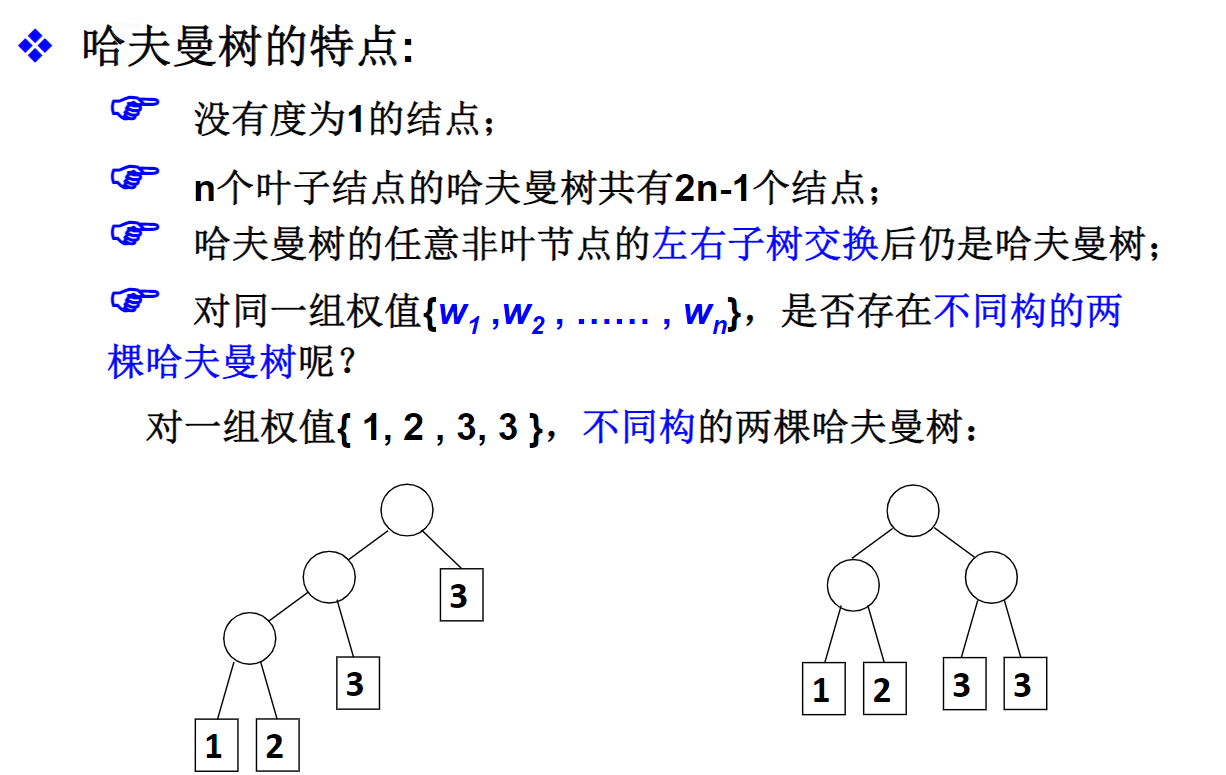 哈夫曼树的特点:
没有度为1的结点；
n个叶子结点的哈夫曼树共有2n-1个结点；
哈夫曼树的任意非叶节点的左右子树交换后仍是哈夫曼树；
对同一组权值{w1 ,w2 , …… , wn}，是否存在不同构的两
棵哈夫曼树呢？
对一组权值{ 1, 2 , 3, 3 }，不同构的两棵哈夫曼树：
3
3
1 2
1 2 3 3